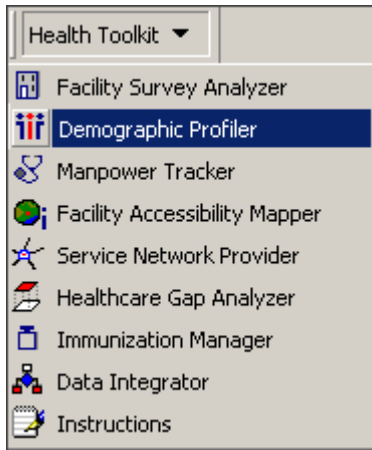 Health Toolkit
Facility Survey Analyzer
Demographic Profiler
Manpower Tracker
Facility Accessibility Mapper
Service Network Provider
Healthcare Gap Analyzer
Immunization Manager
Data Integrator
Instructions